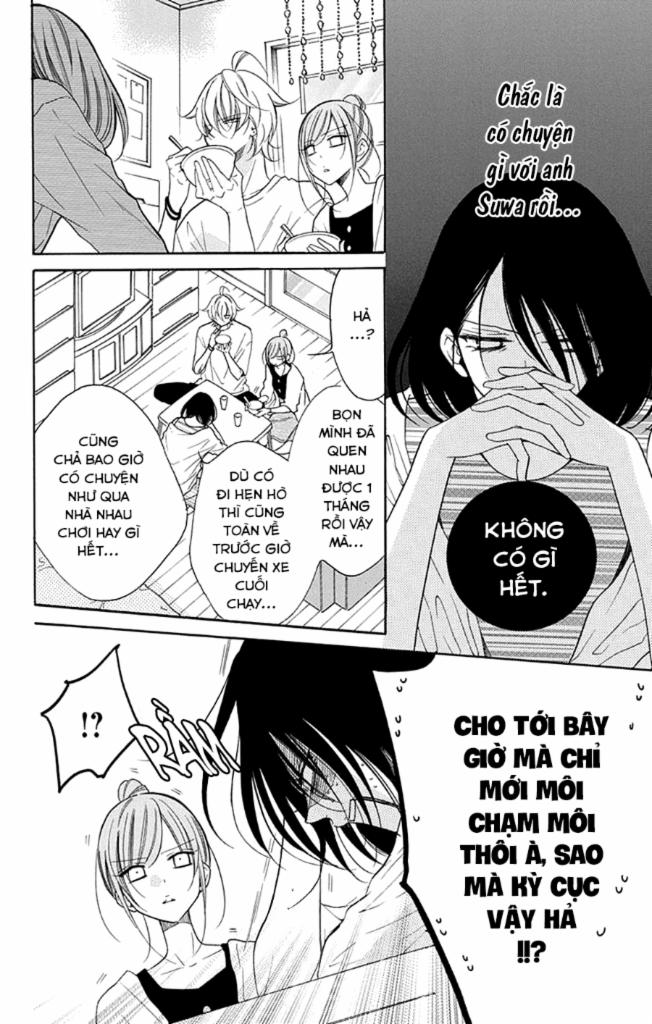 Chắc là
có chuyện
gì với anh
Suwa rồi...
KHÔNG
CÓ GÌ
HẾT.
HẢ
...?
BỌN
MÌNH ĐÃ
QUEN
NHAU
ĐƯỢC 1
THÁNG
RỒI VẬY
MÀ...
DÙ CÓ
ĐI HẸN HÒ
THÌ CŨNG
TOÀN VỀ
TRƯỚC GIỜ
CHUYẾN XE
CUỐI
CHẠY...
CŨNG
CHẢ BAO GIỜ
CÓ CHUYỆN
NHƯ QUA
NHÀ NHAU
CHƠI HAY GÌ
HẾT...
CHO TỚI BÂY
GIỜ MÀ CHỈ
MỚI MÔI
CHẠM MÔI
THÔI À, SAO
MÀ KỲ CỤC
VẬY HẢ
!!?
RẦM
!?